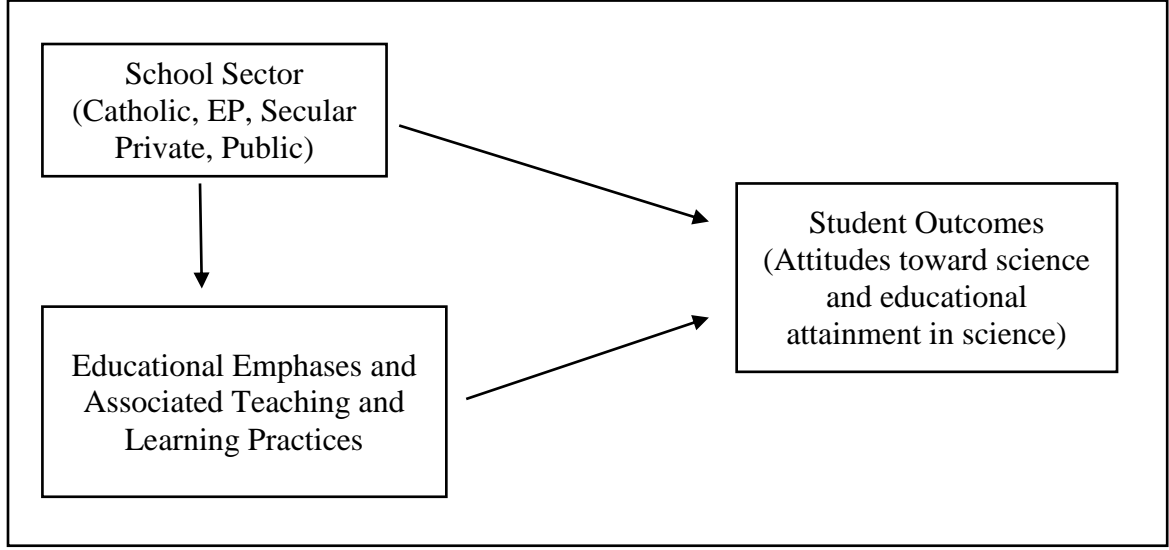 School Sector
(Catholic, EP, Secular
Private, Public)
Student Outcomes
(Attitudes toward science
and educational
attainment in science)
Educational Emphases and
Associated Teaching and
Learning Practices